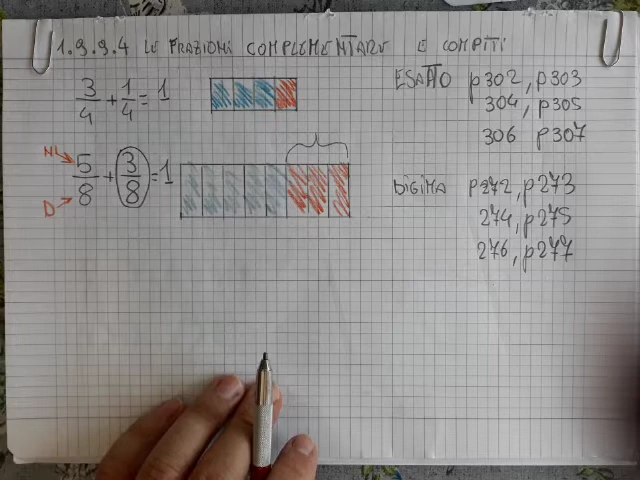 1.9.9.4 LE FRAZIONI COMPLEMENTARI E COMPITI
3/4 + 1/4 = 1
N 5/8 + 3/8 = 1
D
ESATTO p302, p303
304, p305
306 p307
DIGIMA p272, p273
274, p275
276, p277